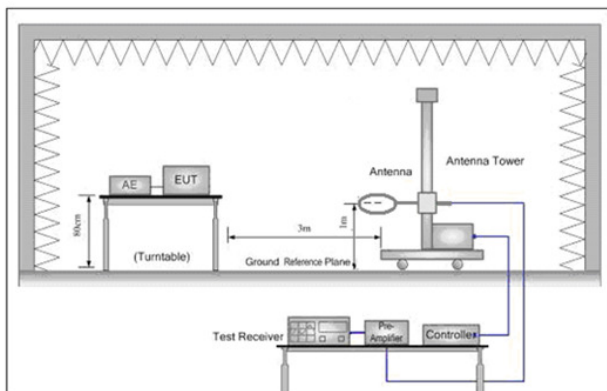 Antenna Tower
Antenna
AE
EUT
80cm
(Turntable)
3m
1m
Ground Reference Plane
Test Receiver
Pre-
Amplifier
Controller